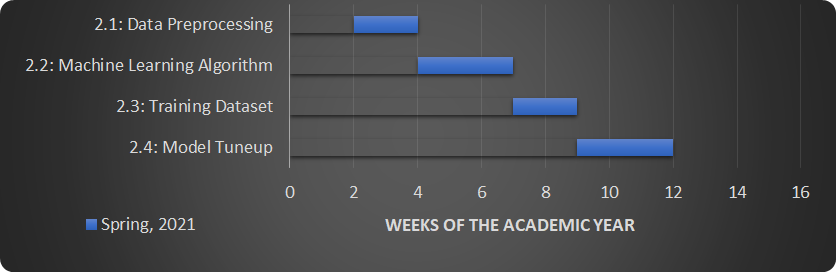 2.1: Data Preprocessing
2.2: Machine Learning Algorithm
2.3: Training Dataset
2.4: Model Tuneup
0 2 4 6 8 10 12 14 16
Spring, 2021
WEEKS OF THE ACADEMIC YEAR